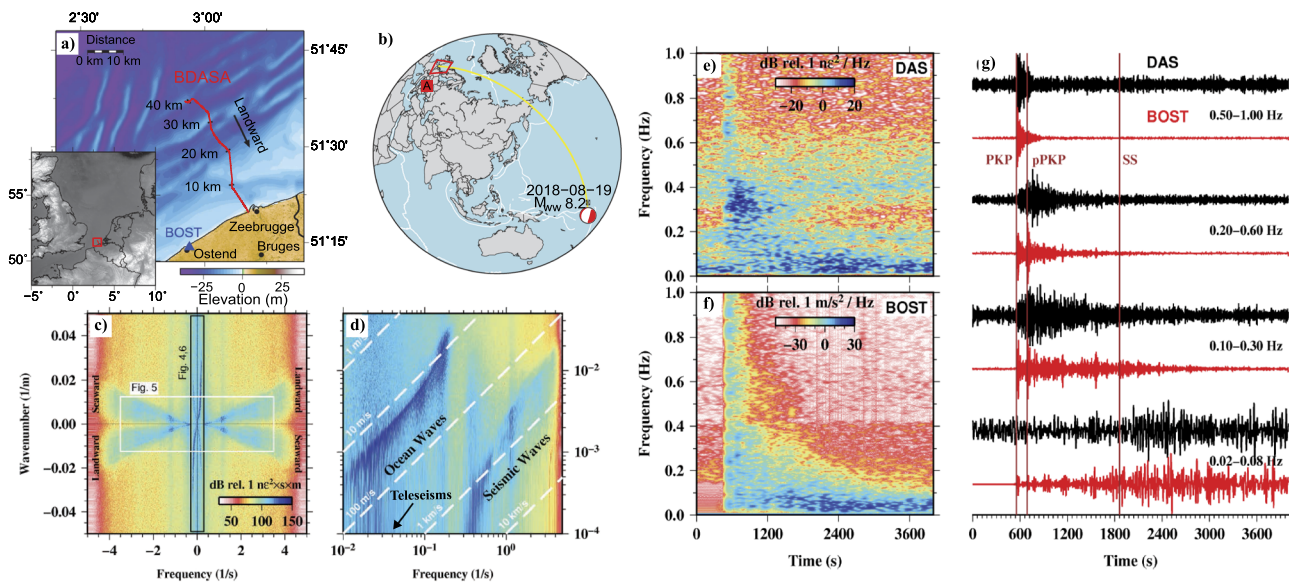 2°30'
3°00'
a)
Distance
0 km 10 km
BDASA
40 km
30 km
20 km
10 km
Landward
51°45'
51°30'
51°15'
BOST
Zeebrugge
Ostend
Bruges
55°
50°
-5°
0°
5°
10°
−25 0 25
Elevation (m)
b)
A
2018−08−19
Mww 8.2
c)
Wavenumber (1/m)
0.04
0.02
0.00
−0.02
−0.04
Fig. 4,6
Fig. 5
Seaward
Landward
Landward
Seaward
dB rel. 1 nε²×s×m
50 100 150
−4 −2 0 2 4
Frequency (1/s)
d)
1 m/s
10 m/s
100 m/s
1 km/s
10 km/s
Ocean Waves
Seismic Waves
Teleseisms
10⁻²
10⁻³
10⁻⁴
10⁻² 10⁻¹ 10⁰
Frequency (1/s)
e)
dB rel. 1 nε² / Hz
−20 0 20
DAS
Frequency (Hz)
1.0
0.8
0.6
0.4
0.2
0.0
f)
dB rel. 1 m/s² / Hz
−30 0 30
BOST
Frequency (Hz)
1.0
0.8
0.6
0.4
0.2
0.0
0 1200 2400 3600
Time (s)
g)
DAS
0.50−1.00 Hz
BOST
PKP
pPKP
SS
0.20−0.60 Hz
0.10−0.30 Hz
0.02−0.08 Hz
0 600 1200 1800 2400 3000 3600
Time (s)